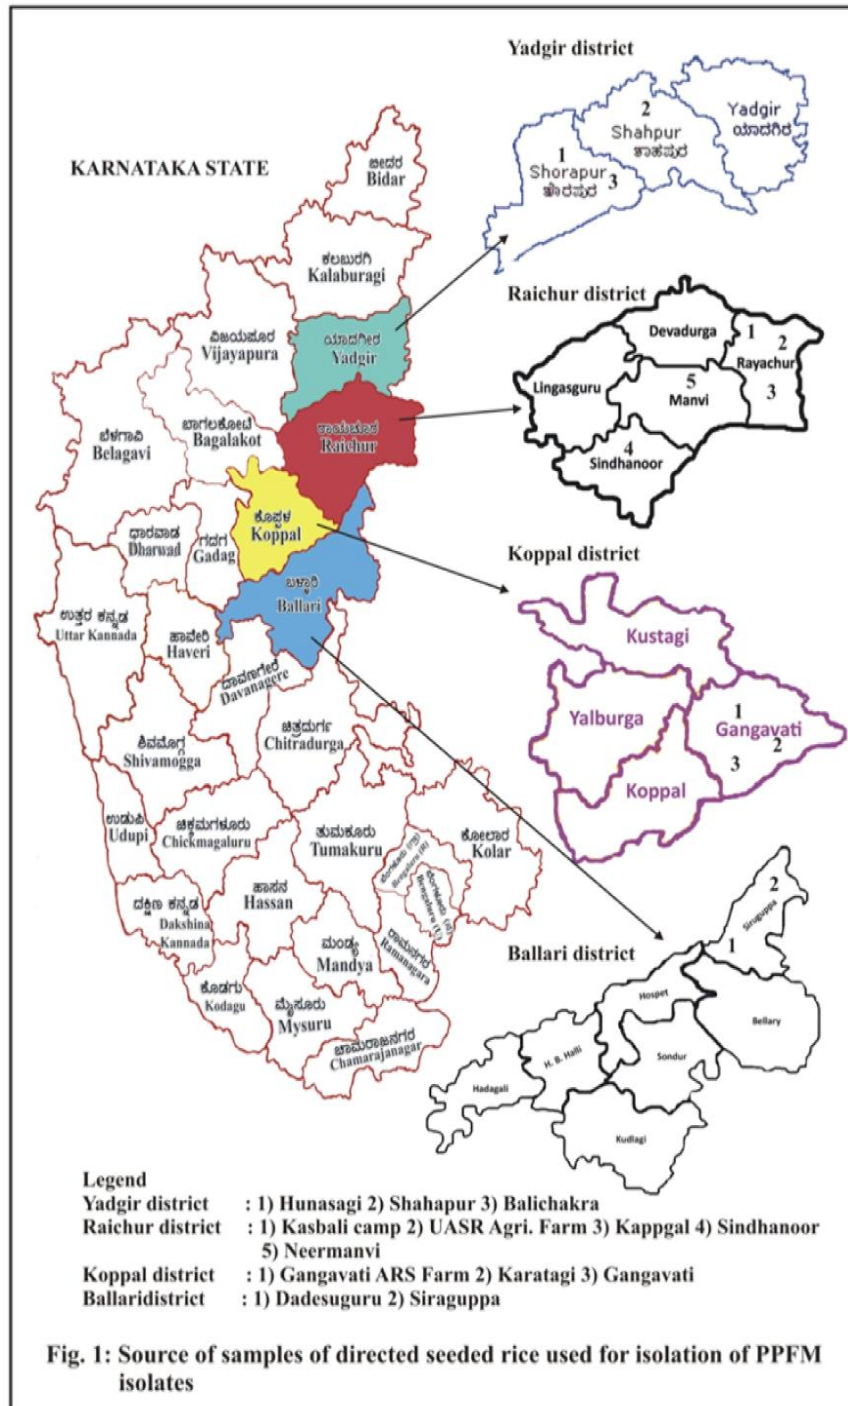 KARNATAKA STATE
ಬೀದರ
Bidar
ಕಲಬುರಗಿ
Kalaburagi
ವಿಜಯಪೂರ
Vijayapura
ಯಾದಗೀರ
Yadgir
ಬಾಗಲಕೋಟೆ
Bagalakot
ಬೆಳಗಾವಿ
Belagavi
ರಾಯಚೂರ
Raichur
ಕೊಪ್ಪಳ
Koppal
ಧಾರವಾಡ
Dharwad
ಗದಗ
Gadag
ಬಳ್ಳಾರಿ
Ballari
ಉತ್ತರ ಕನ್ನಡ
Uttar Kannada
ಹಾವೇರಿ
Haveri
ದಾವಣಗೇರೆ
Davanagere
ಚಿತ್ರದುರ್ಗ
Chitradurga
ಶಿವಮೊಗ್ಗ
Shivamogga
ಉಡುಪಿ
Udupi
ಚಿಕ್ಕಮಗಳೂರು
Chickmagaluru
ತುಮಕೂರು
Tumakuru
ಕೋಲಾರ
Kolar
ಬೆಂಗಳೂರು (ಗ್ರಾ)
Bengaluru (R)
ಬೆಂಗಳೂರು (ನ)
Bengaluru (U)
ದಕ್ಷಿಣ ಕನ್ನಡ
Dakshina
Kannada
ಹಾಸನ
Hassan
ಮಂಡ್ಯ
Mandya
ರಾಮನಗರ
Ramanagara
ಕೊಡಗು
Kodagu
ಮೈಸೂರು
Mysuru
ಚಾಮರಾಜನಗರ
Chamarajanagar
Yadgir district
Yadgir
ಯಾದಗಿರ
2
Shahpur
ಶಾಹಪುರ
1
Shorapur
ಶೋರಪುರ 3
Raichur district
Devadurga
1 2
Rayachur
3
Lingasguru
5
Manvi
4
Sindhanoor
Koppal district
Kustagi
Yalburga
1
Gangavati
2
3
Koppal
Ballari district
2
Siruguppa
1
Hospet
Bellary
H. B. Halli
Sondur
Hadagali
Kudlagi
Legend
Yadgir district : 1) Hunasagi 2) Shahapur 3) Balichakra
Raichur district : 1) Kasbali camp 2) UASR Agri. Farm 3) Kappgal 4) Sindhanoor
5) Neermanvi
Koppal district : 1) Gangavati ARS Farm 2) Karatagi 3) Gangavati
Ballaridistrict : 1) Dadesuguru 2) Siraguppa
Fig. 1: Source of samples of directed seeded rice used for isolation of PPFM
isolates